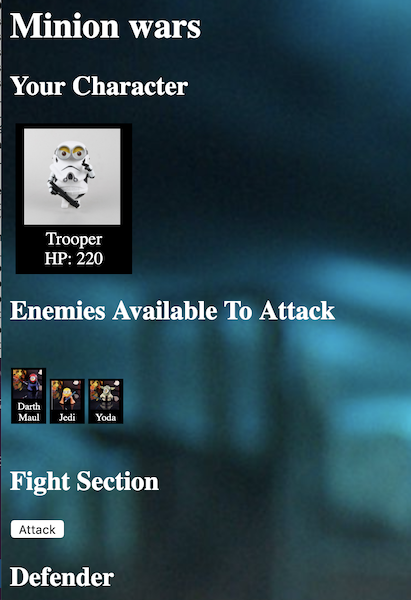 Minion wars
Your Character
Trooper
HP: 220
Enemies Available To Attack
Darth
Maul
Jedi
Yoda
Fight Section
Attack
Defender